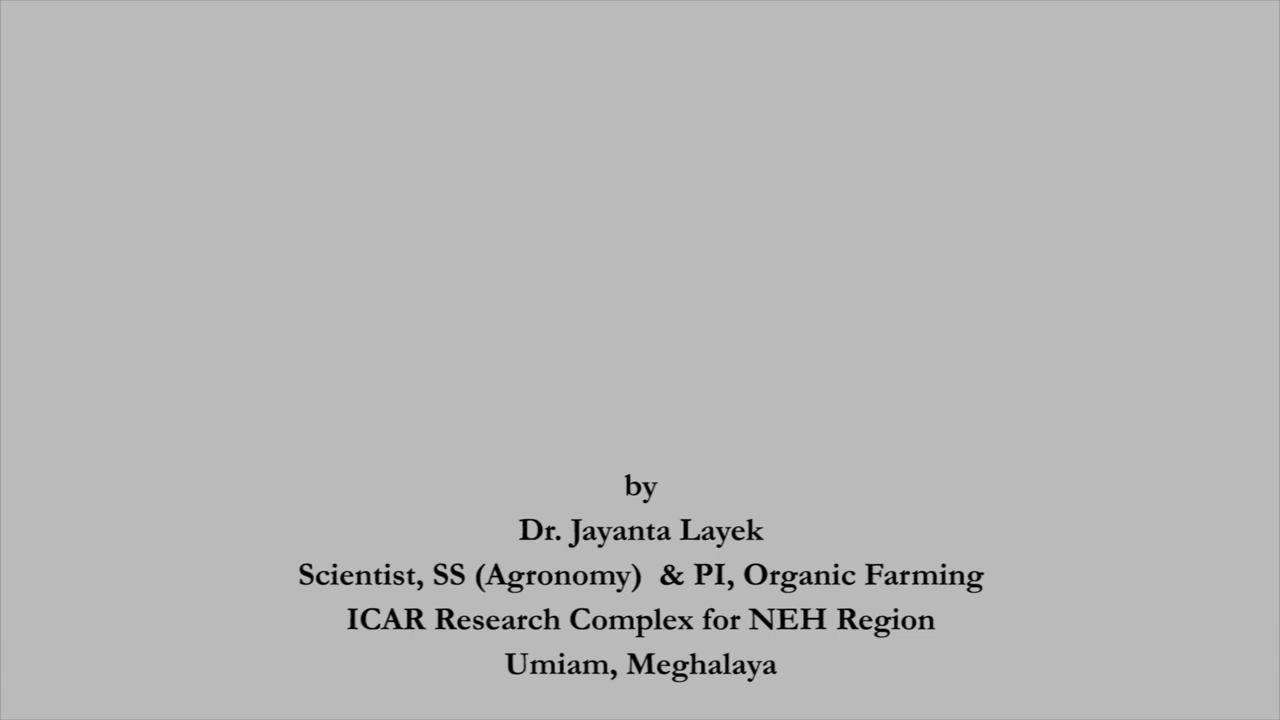 by
Dr. Jayanta Layek
Scientist, SS (Agronomy)  & PI, Organic Farming
ICAR Research Complex for NEH Region
Umiam, Meghalaya